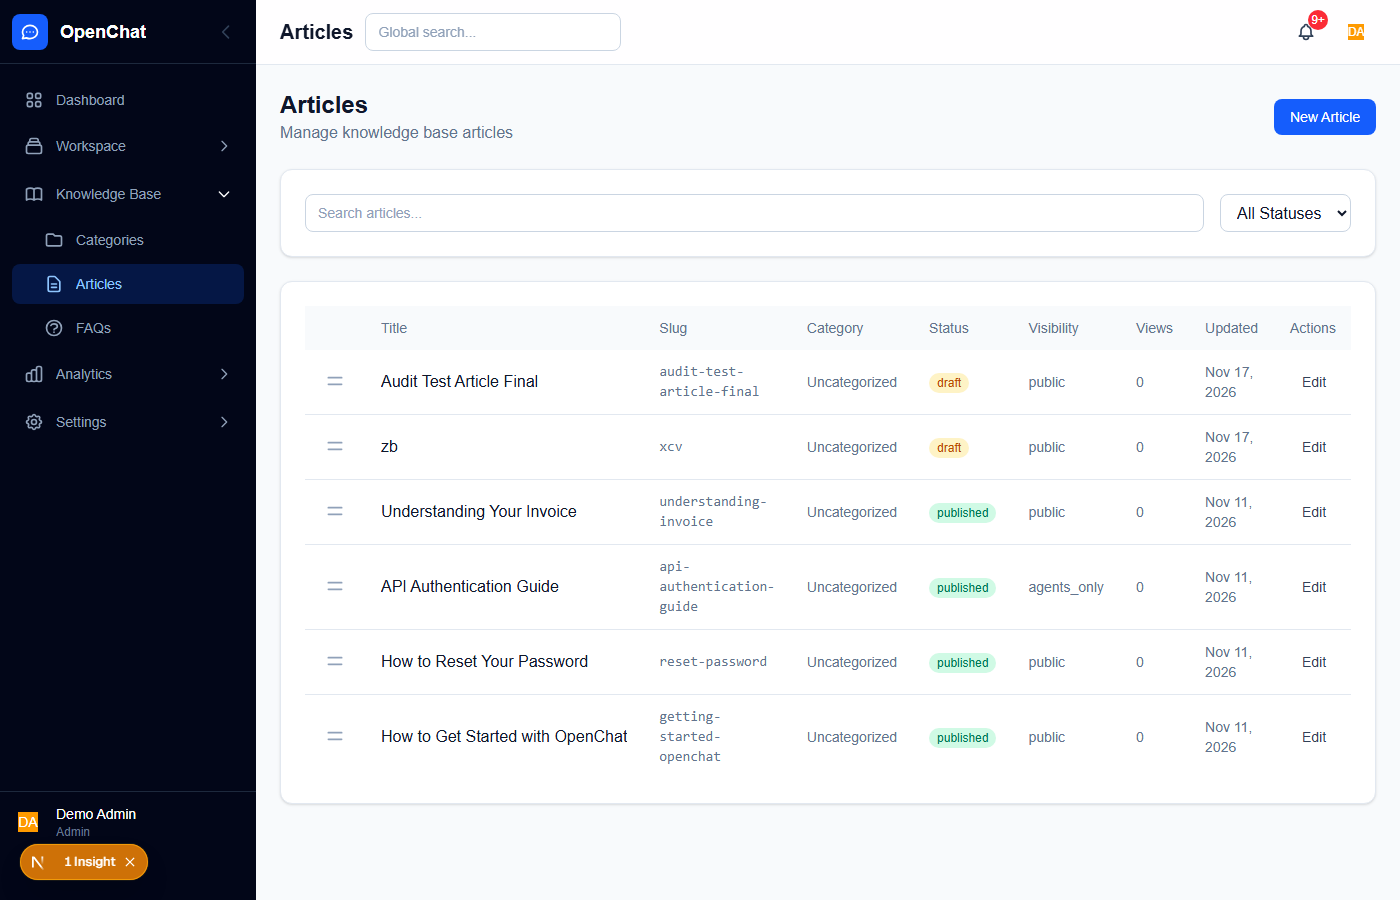 OpenChat
Dashboard
Workspace
Knowledge Base
Categories
Articles
FAQs
Analytics
Settings
DA
Demo Admin
Admin
1 Insight
Articles
Global search...
9+
DA
Articles
Manage knowledge base articles
New Article
Search articles...
All Statuses
Title Slug Category Status Visibility Views Updated Actions
Audit Test Article Final audit-test-article-final Uncategorized draft public 0 Nov 17, 2026 Edit
zb xcv Uncategorized draft public 0 Nov 17, 2026 Edit
Understanding Your Invoice understanding-invoice Uncategorized published public 0 Nov 11, 2026 Edit
API Authentication Guide api-authentication-guide Uncategorized published agents_only 0 Nov 11, 2026 Edit
How to Reset Your Password reset-password Uncategorized published public 0 Nov 11, 2026 Edit
How to Get Started with OpenChat getting-started-openchat Uncategorized published public 0 Nov 11, 2026 Edit